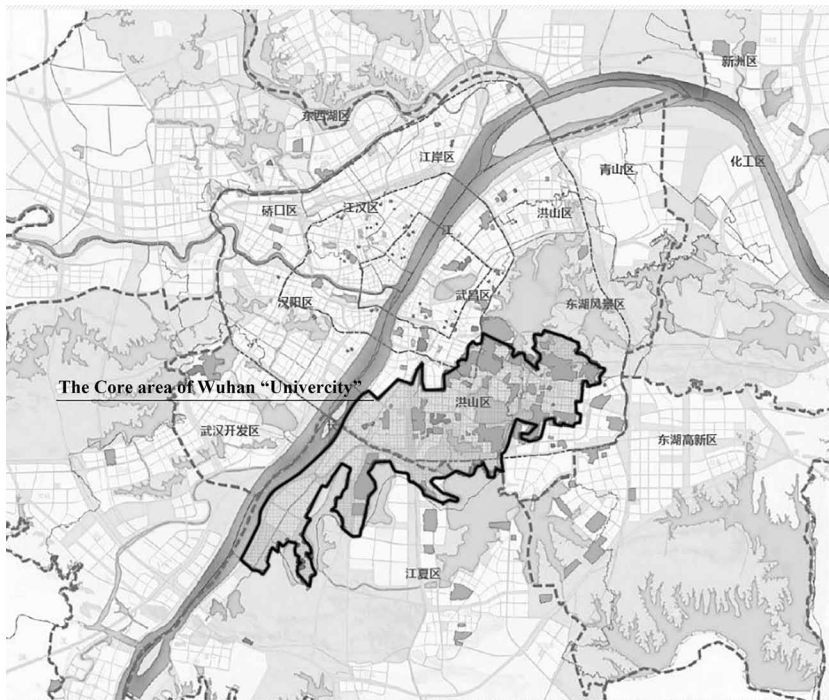 新洲区
东西湖区
江岸区
青山区
化工区
硚口区
江汉区
洪山区
江
武昌区
汉阳区
东湖风景区
The Core area of Wuhan “Univercity”
洪山区
长
武汉开发区
东湖高新区
江夏区